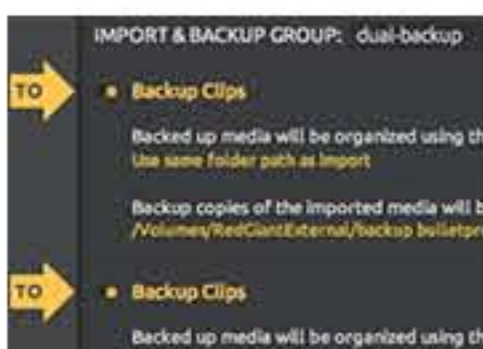 IMPORT & BACKUP GROUP: dual-backup
TO
Backup Clips
Backed up media will be organized using th
Use same folder path as import
Backup copies of the imported media will b
/Volumes/RedGiantExternal/backup bulletpr
TO
Backup Clips
Backed up media will be organized using th